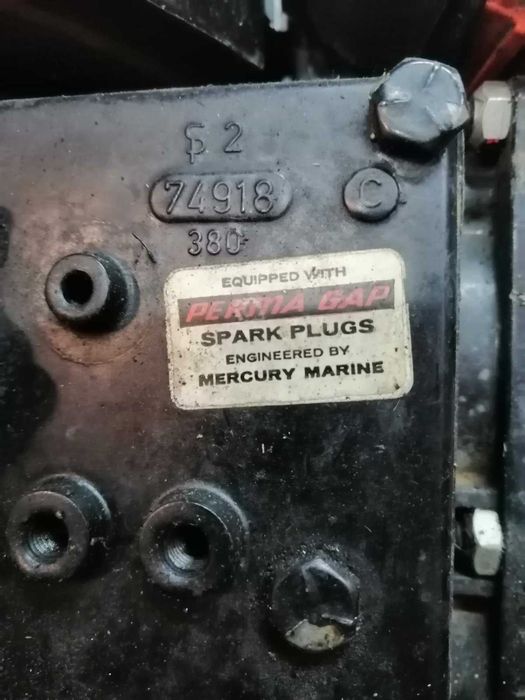 2
74918
C
380
EQUIPPED WITH
PERMA GAP
SPARK PLUGS
ENGINEERED BY
MERCURY MARINE